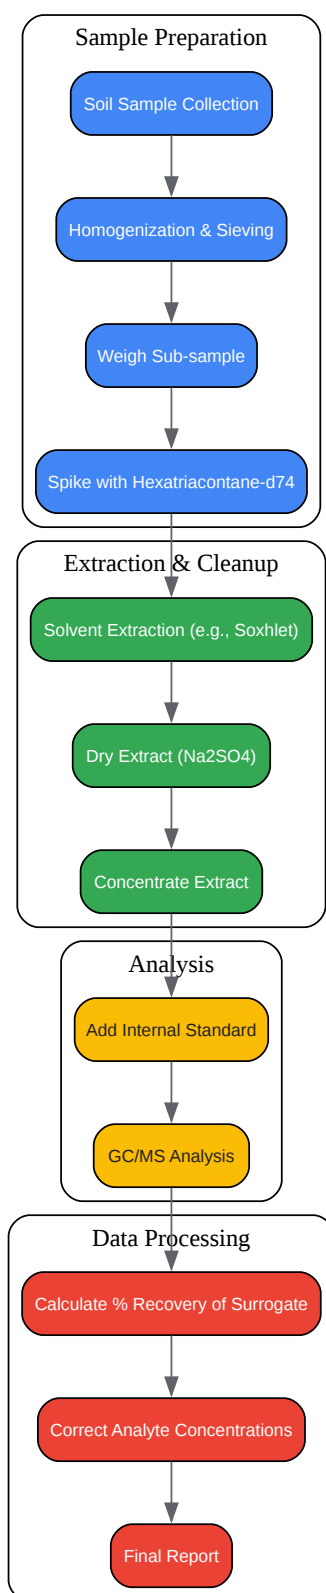 Sample Preparation
Soil Sample Collection
Homogenization & Sieving
Weigh Sub-sample
Spike with Hexatriacontane-d74
Extraction & Cleanup
Solvent Extraction (e.g., Soxhlet)
Dry Extract (Na2SO4)
Concentrate Extract
Analysis
Add Internal Standard
GC/MS Analysis
Data Processing
Calculate % Recovery of Surrogate
Correct Analyte Concentrations
Final Report